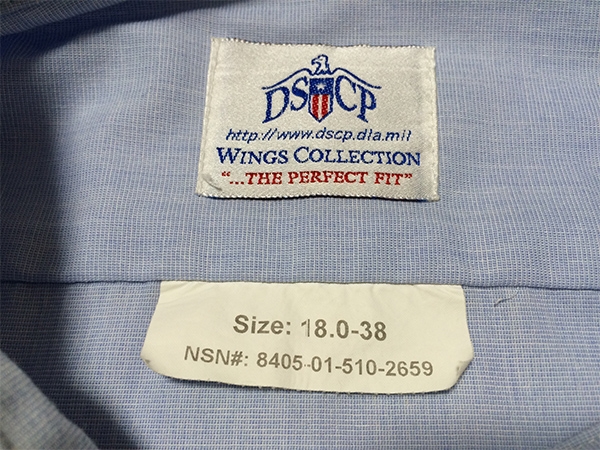 DSCP
http://www.dscp.dla.mil
WINGS COLLECTION
"...THE PERFECT FIT"
Size: 18.0-38
NSN#: 8405-01-510-2659